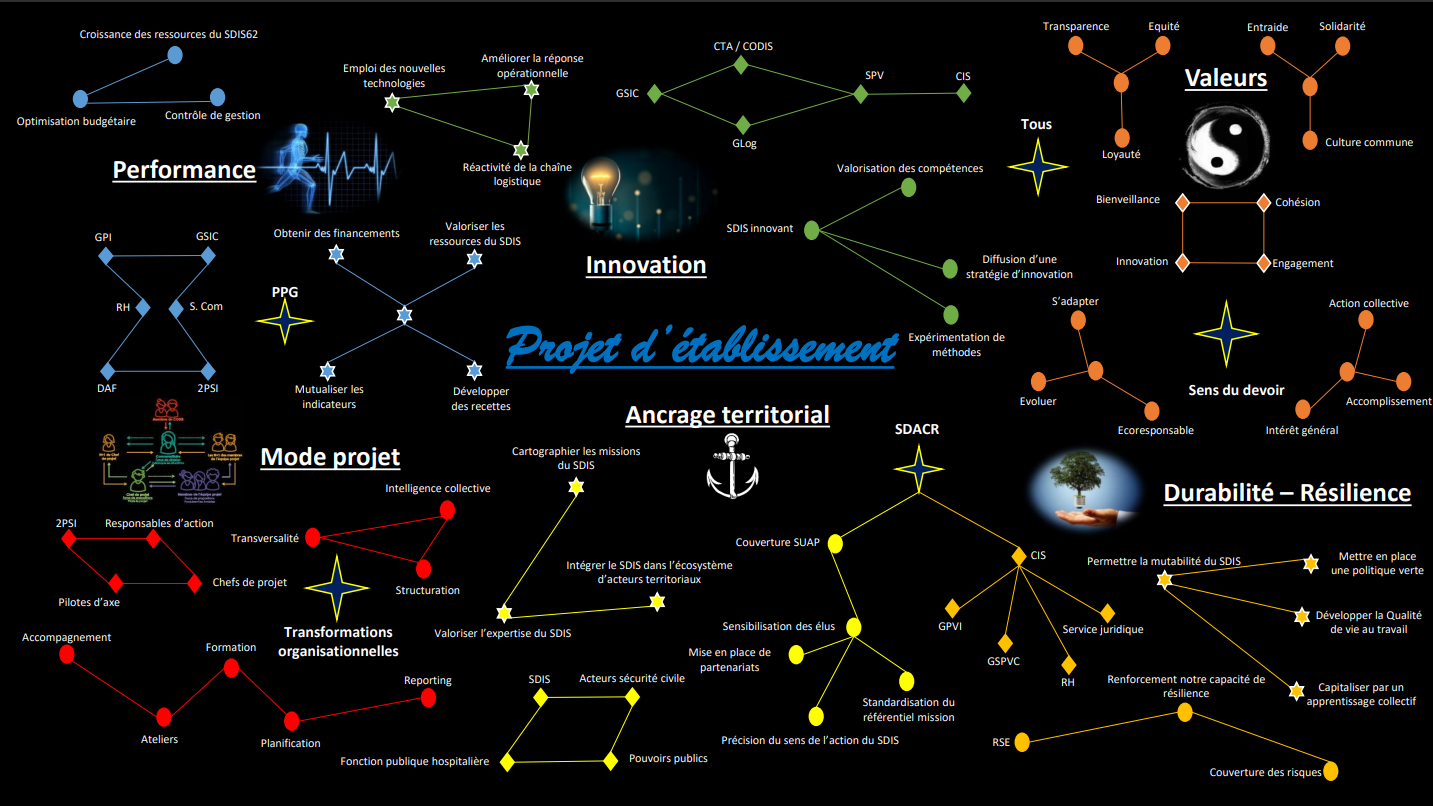 Croissance des ressources du SDIS62
Optimisation budgétaire
Contrôle de gestion
Performance
Emploi des nouvelles
technologies
Améliorer la réponse
opérationnelle
Réactivité de la chaîne
logistique
CTA / CODIS
GSIC
SPV
CIS
GLog
Innovation
Valorisation des compétences
SDIS innovant
Diffusion d’une
stratégie d’innovation
Expérimentation de
méthodes
Tous
Transparence
Equité
Loyauté
Entraide
Solidarité
Culture commune
Valeurs
Bienveillance
Cohésion
Innovation
Engagement
S’adapter
Evoluer
Ecoresponsable
Sens du devoir
Action collective
Accomplissement
Intérêt général
GPI
GSIC
RH
S. Com
DAF
2PSI
PPG
Obtenir des financements
Valoriser les
ressources du SDIS
Mutualiser les
indicateurs
Développer
des recettes
Projet d’établissement
Mode projet
Intelligence collective
Transversalité
Structuration
2PSI
Responsables d’action
Chefs de projet
Pilotes d’axe
Transformations
organisationnelles
Accompagnement
Ateliers
Formation
Planification
Reporting
Ancrage territorial
Cartographier les missions
du SDIS
Intégrer le SDIS dans l’écosystème
d’acteurs territoriaux
Valoriser l’expertise du SDIS
SDIS
Acteurs sécurité civile
Fonction publique hospitalière
Pouvoirs publics
SDACR
Couverture SUAP
Sensibilisation des élus
Mise en place de
partenariats
Standardisation du
référentiel mission
Précision du sens de l’action du SDIS
CIS
GPVI
GSPVC
RH
Service juridique
Durabilité – Résilience
Permettre la mutabilité du SDIS
Mettre en place
une politique verte
Développer la Qualité
de vie au travail
Capitaliser par un
apprentissage collectif
Renforcement notre capacité de
résilience
RSE
Couverture des risques